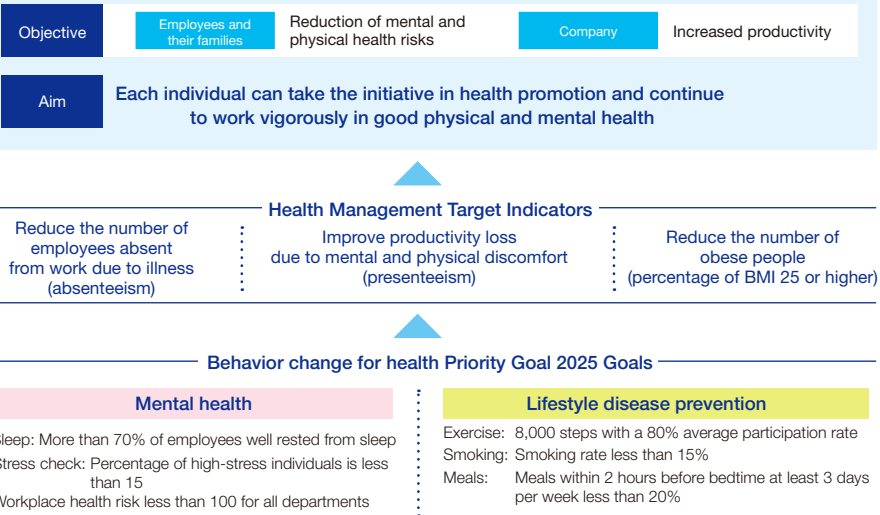 Objective
Employees and
their families
Reduction of mental and
physical health risks
Company
Increased productivity
Aim
Each individual can take the initiative in health promotion and continue
to work vigorously in good physical and mental health
Health Management Target Indicators
Reduce the number of
employees absent
from work due to illness
(absenteeism)
Improve productivity loss
due to mental and physical discomfort
(presenteeism)
Reduce the number of
obese people
(percentage of BMI 25 or higher)
Behavior change for health Priority Goal 2025 Goals
Mental health
Sleep: More than 70% of employees well rested from sleep
Stress check: Percentage of high-stress individuals is less
than 15
Workplace health risk less than 100 for all departments
Lifestyle disease prevention
Exercise: 8,000 steps with a 80% average participation rate
Smoking: Smoking rate less than 15%
Meals: Meals within 2 hours before bedtime at least 3 days
per week less than 20%